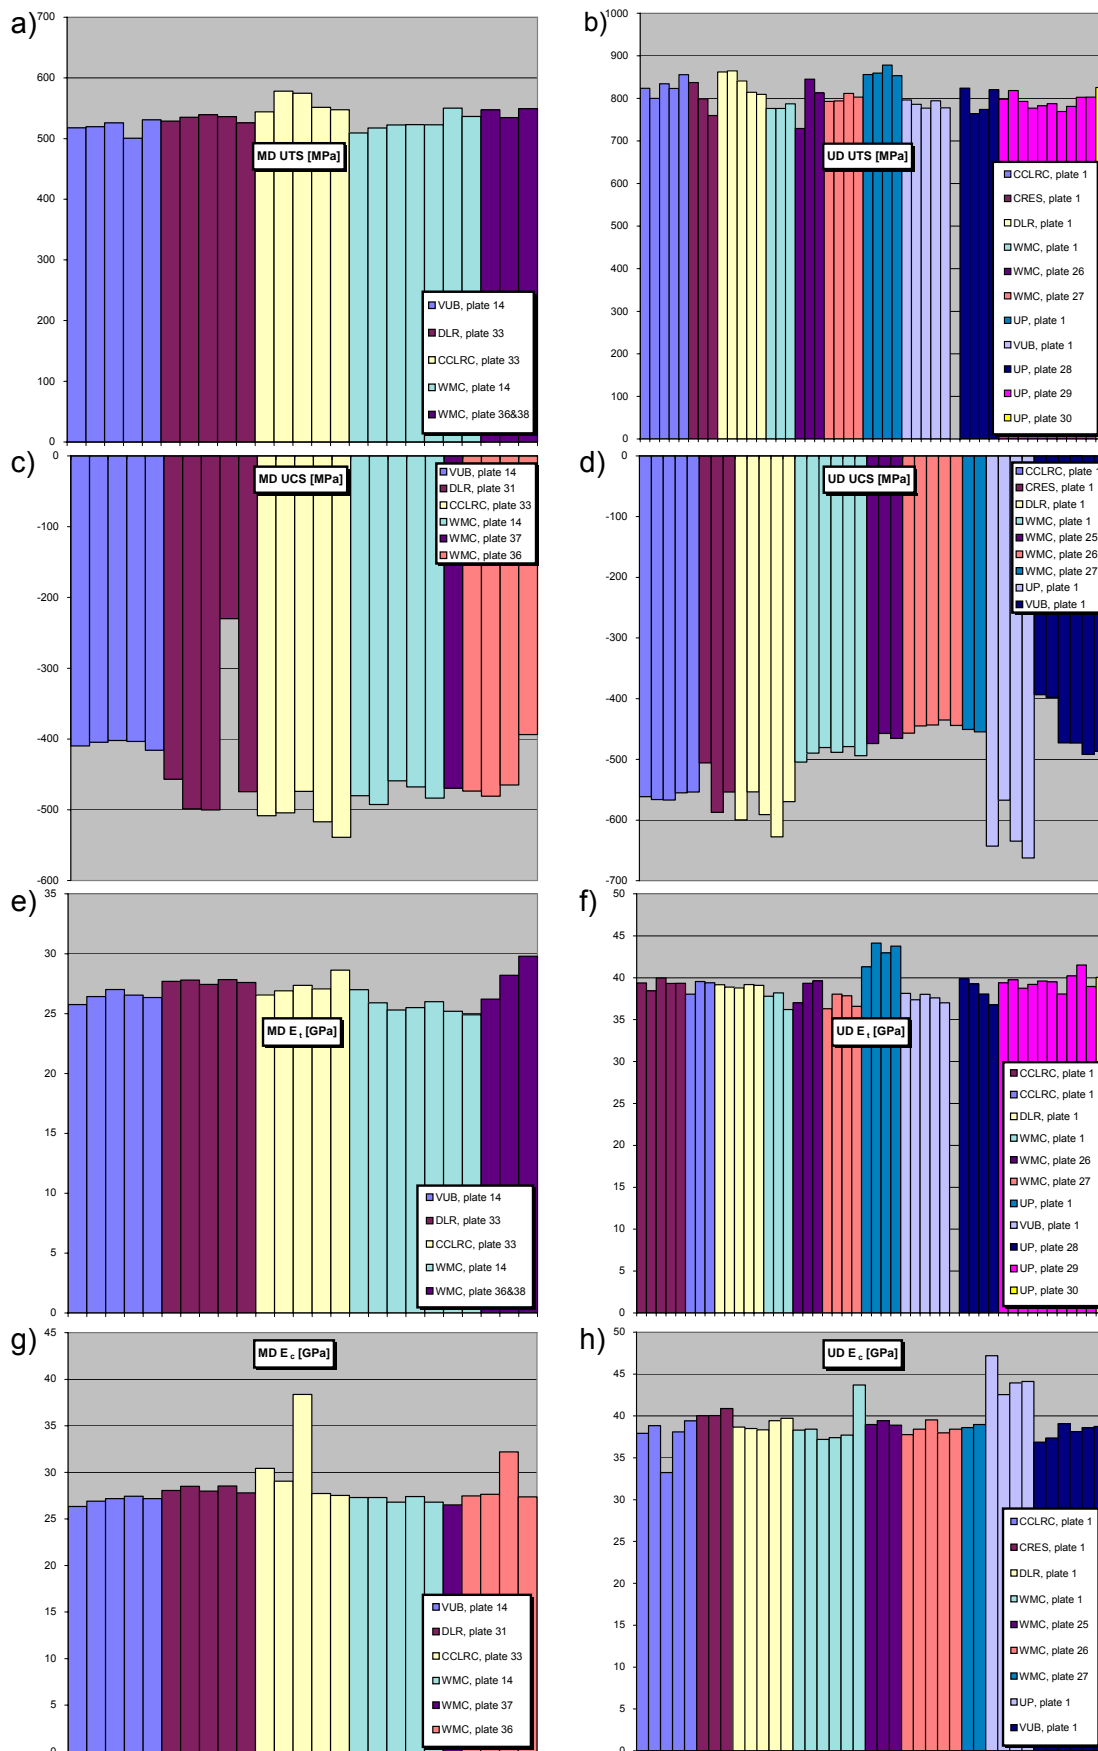 a)
700
600
500
400
300
200
100
0
MD UTS [MPa]
VUB, plate 14
DLR, plate 33
CCLRC, plate 33
WMC, plate 14
WMC, plate 36&38
b)
1000
900
800
700
600
500
400
300
200
100
0
UD UTS [MPa]
CCLRC, plate 1
CRES, plate 1
DLR, plate 1
WMC, plate 1
WMC, plate 26
WMC, plate 27
UP, plate 1
VUB, plate 1
UP, plate 28
UP, plate 29
UP, plate 30
c)
0
-100
-200
-300
-400
-500
-600
MD UCS [MPa]
VUB, plate 14
DLR, plate 31
CCLRC, plate 33
WMC, plate 14
WMC, plate 37
WMC, plate 36
d)
0
-100
-200
-300
-400
-500
-600
-700
UD UCS [MPa]
CCLRC, plate 1
CRES, plate 1
DLR, plate 1
WMC, plate 1
WMC, plate 25
WMC, plate 26
WMC, plate 27
UP, plate 1
VUB, plate 1
e)
35
30
25
20
15
10
5
0
MD E t [GPa]
VUB, plate 14
DLR, plate 33
CCLRC, plate 33
WMC, plate 14
WMC, plate 36&38
f)
50
45
40
35
30
25
20
15
10
5
0
UD E t [GPa]
CCLRC, plate 1
CCLRC, plate 1
DLR, plate 1
WMC, plate 1
WMC, plate 26
WMC, plate 27
UP, plate 1
VUB, plate 1
UP, plate 28
UP, plate 29
UP, plate 30
g)
45
40
35
30
25
20
15
10
5
0
MD E c [GPa]
VUB, plate 14
DLR, plate 31
CCLRC, plate 33
WMC, plate 14
WMC, plate 37
WMC, plate 36
h)
50
45
40
35
30
25
20
15
10
5
0
UD E c [GPa]
CCLRC, plate 1
CRES, plate 1
DLR, plate 1
WMC, plate 1
WMC, plate 25
WMC, plate 26
WMC, plate 27
UP, plate 1
VUB, plate 1